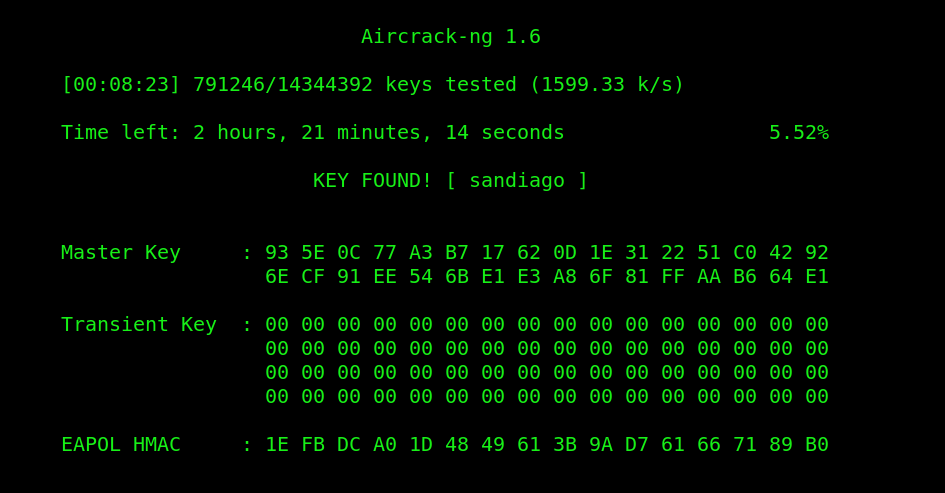 Aircrack-ng 1.6
[00:08:23] 791246/14344392 keys tested (1599.33 k/s)
Time left: 2 hours, 21 minutes, 14 seconds 5.52%
KEY FOUND! [ sandiago ]
Master Key : 93 5E 0C 77 A3 B7 17 62 0D 1E 31 22 51 C0 42 92
6E CF 91 EE 54 6B E1 E3 A8 6F 81 FF AA B6 64 E1
Transient Key : 00 00 00 00 00 00 00 00 00 00 00 00 00 00 00 00
00 00 00 00 00 00 00 00 00 00 00 00 00 00 00 00
00 00 00 00 00 00 00 00 00 00 00 00 00 00 00 00
00 00 00 00 00 00 00 00 00 00 00 00 00 00 00 00
EAPOL HMAC : 1E FB DC A0 1D 48 49 61 3B 9A D7 61 66 71 89 B0